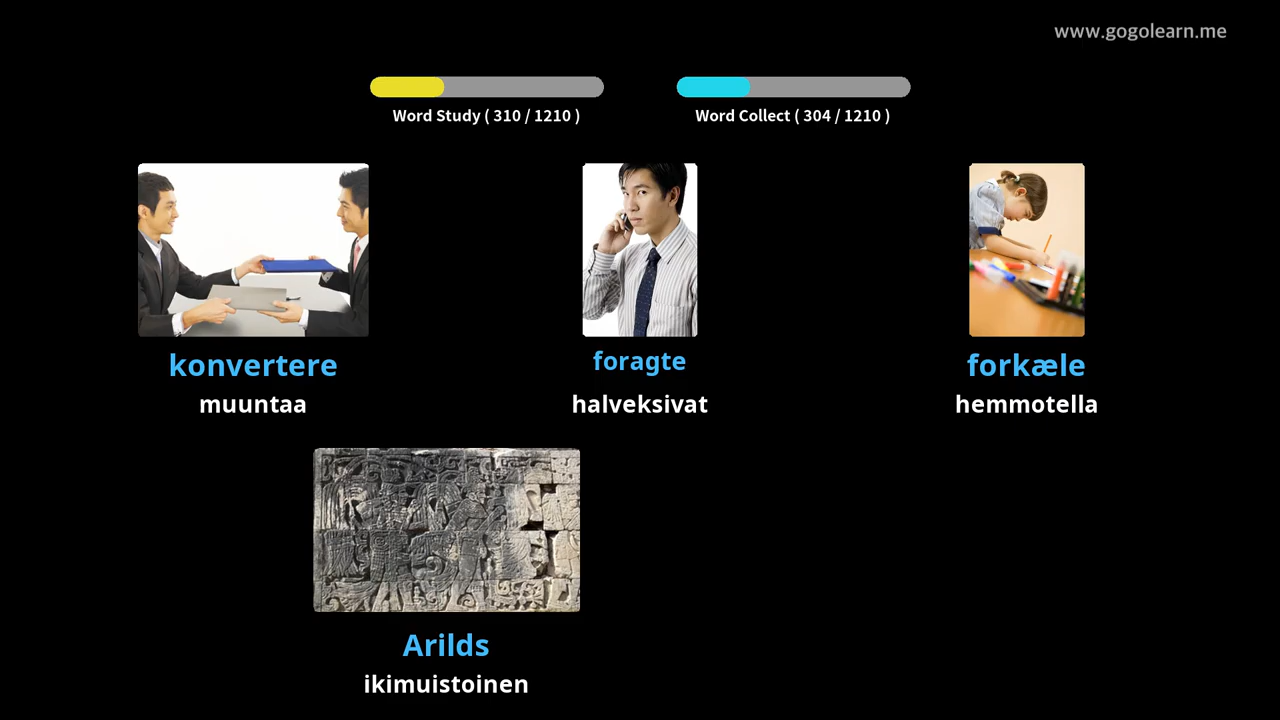 www.gogolearn.me
Word Study ( 310 / 1210 )
Word Collect ( 304 / 1210 )
konvertere
muuntaa
foragte
halveksivat
forkæle
hemmotella
Arilds
ikimuistoinen